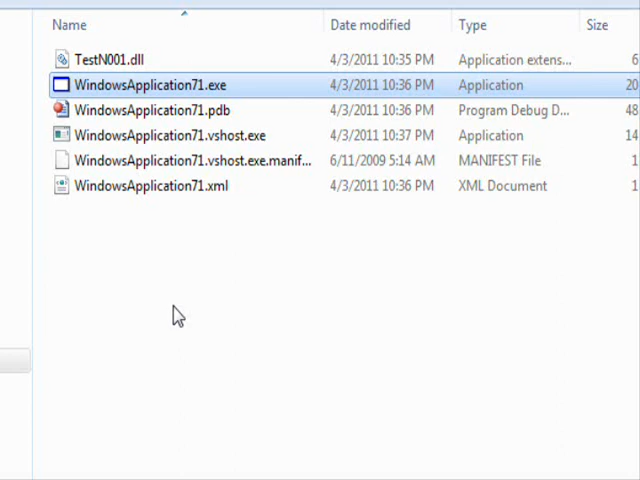 Name Date modified Type Size
TestN001.dll 4/3/2011 10:35 PM Application extens... 6
WindowsApplication71.exe 4/3/2011 10:36 PM Application 20
WindowsApplication71.pdb 4/3/2011 10:36 PM Program Debug D... 48
WindowsApplication71.vshost.exe 4/3/2011 10:37 PM Application 14
WindowsApplication71.vshost.exe.manif... 6/11/2009 5:14 AM MANIFEST File 1
WindowsApplication71.xml 4/3/2011 10:36 PM XML Document 1